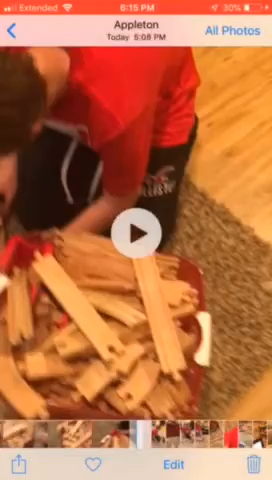 Extended 6:15 PM 30%
Appleton
Today 5:08 PM
All Photos
Edit